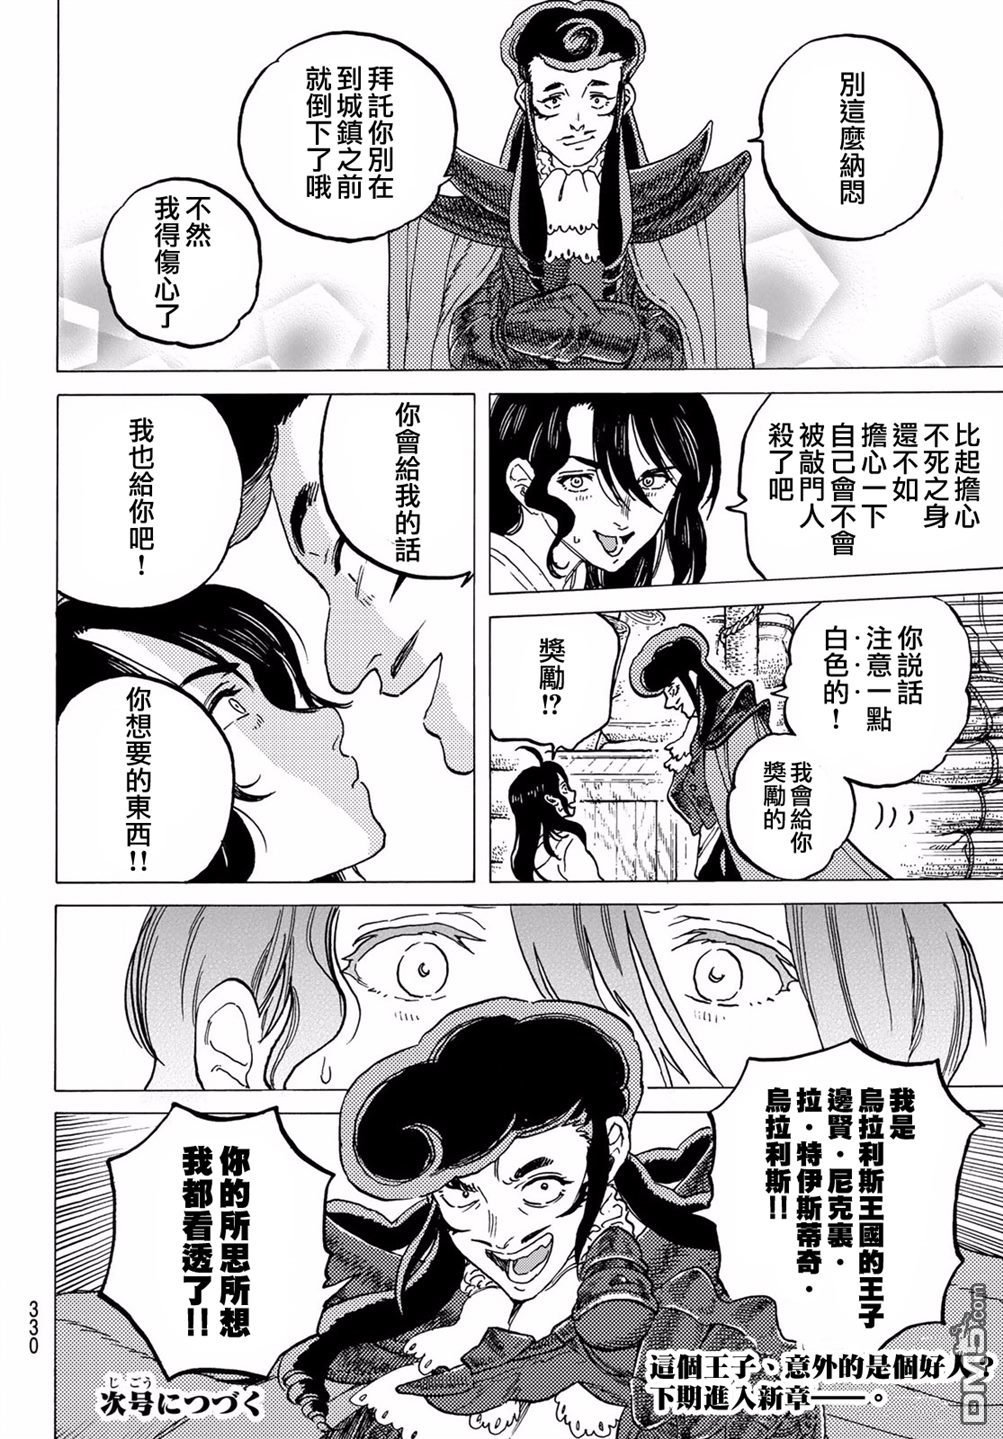 別這麼納悶
拜託你別在
到城鎮之前
就倒下了哦
不然
我得傷心了
比起擔心
不死之身
還不如
擔心一下
自己會不會
被敲門人
殺了吧
你説話
注意一點
白色的！
我會給你
獎勵的
獎勵!?
你會給我的話
我也給你吧！
你想要的東西!!
我是
烏拉利斯王國的王子
邊賢·尼克裏·
拉·特伊斯蒂奇·
烏拉利斯!!
你的所思所想
我都看透了!!
這個王子、意外的是個好人？
下期進入新章——。
じごう
次号につづく
330
DM5.com